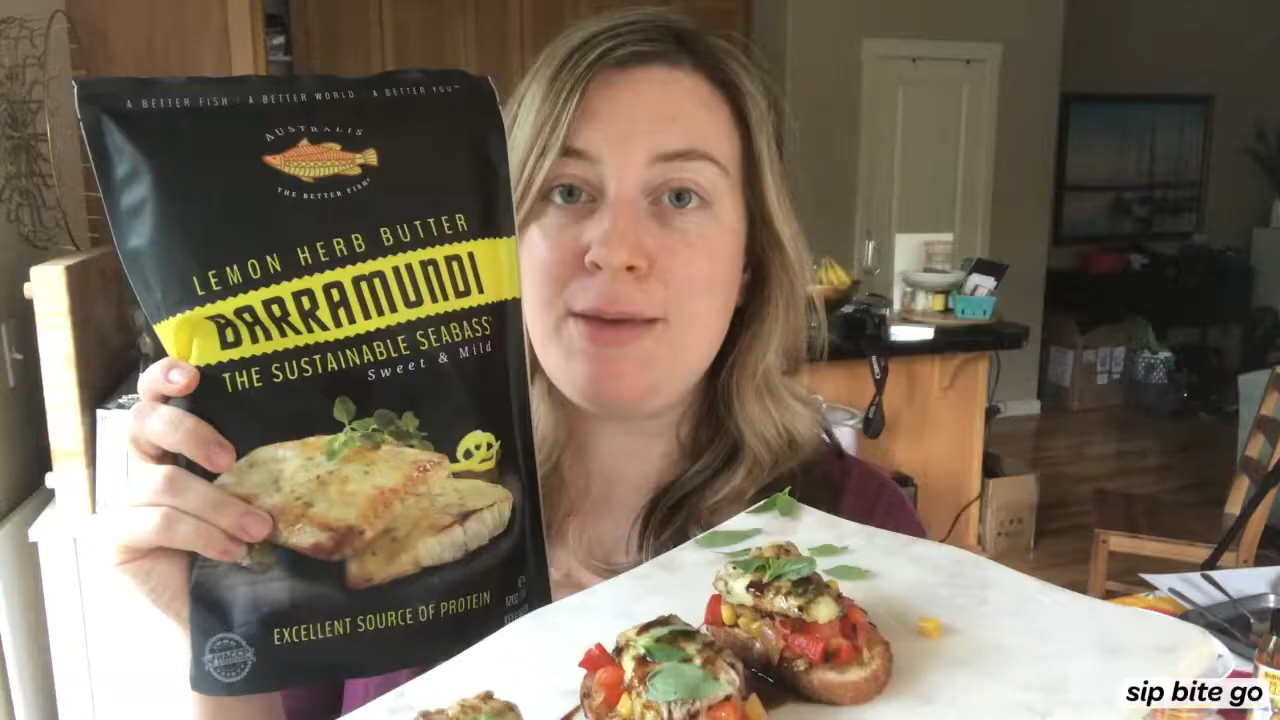 A BETTER FISH / A BETTER WORLD / A BETTER YOU™
AUSTRALIS
THE BETTER FISH®
LEMON HERB BUTTER
BARRAMUNDI
THE SUSTAINABLE SEABASS
Sweet & Mild
EXCELLENT SOURCE OF PROTEIN
sip bite go